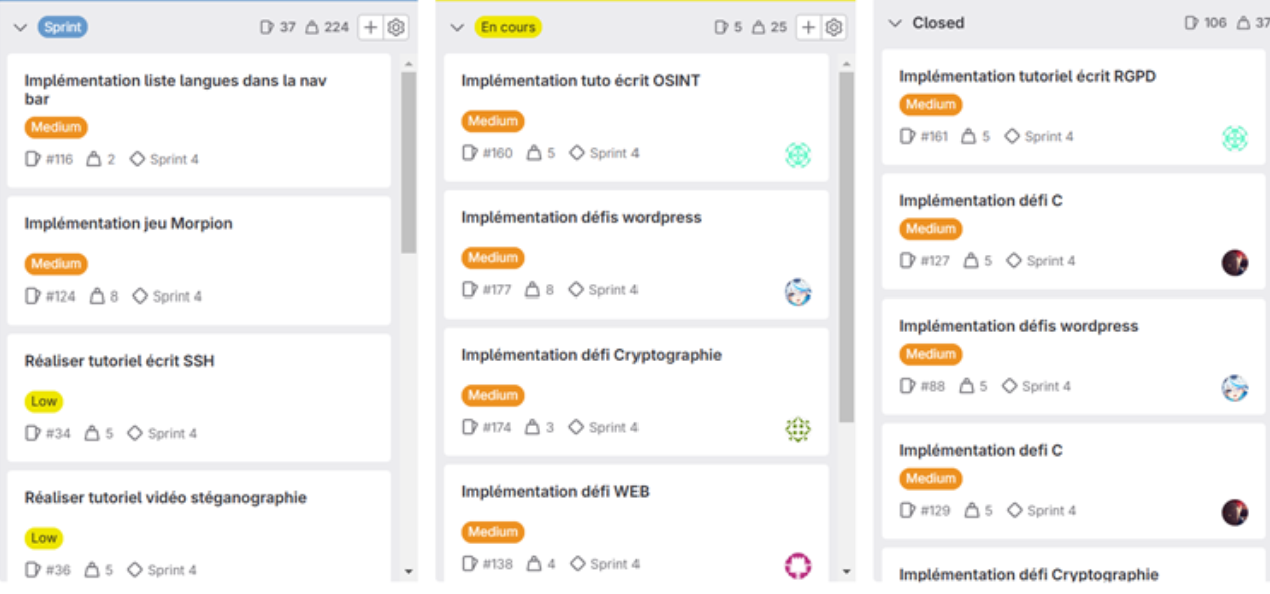 Sprint 37 224
Implémentation liste langues dans la nav
bar
Medium
#116 2 Sprint 4
Implémentation jeu Morpion
Medium
#124 8 Sprint 4
Réaliser tutoriel écrit SSH
Low
#34 5 Sprint 4
Réaliser tutoriel vidéo stéganographie
Low
#36 5 Sprint 4
En cours 5 25
Implémentation tuto écrit OSINT
Medium
#160 5 Sprint 4
Implémentation défis wordpress
Medium
#177 8 Sprint 4
Implémentation défi Cryptographie
Medium
#174 3 Sprint 4
Implémentation défi WEB
Medium
#138 4 Sprint 4
Closed 106 37
Implémentation tutoriel écrit RGPD
Medium
#161 5 Sprint 4
Implémentation défi C
Medium
#127 5 Sprint 4
Implémentation défis wordpress
Medium
#88 5 Sprint 4
Implémentation defi C
Medium
#129 5 Sprint 4
Implémentation défi Cryptographie